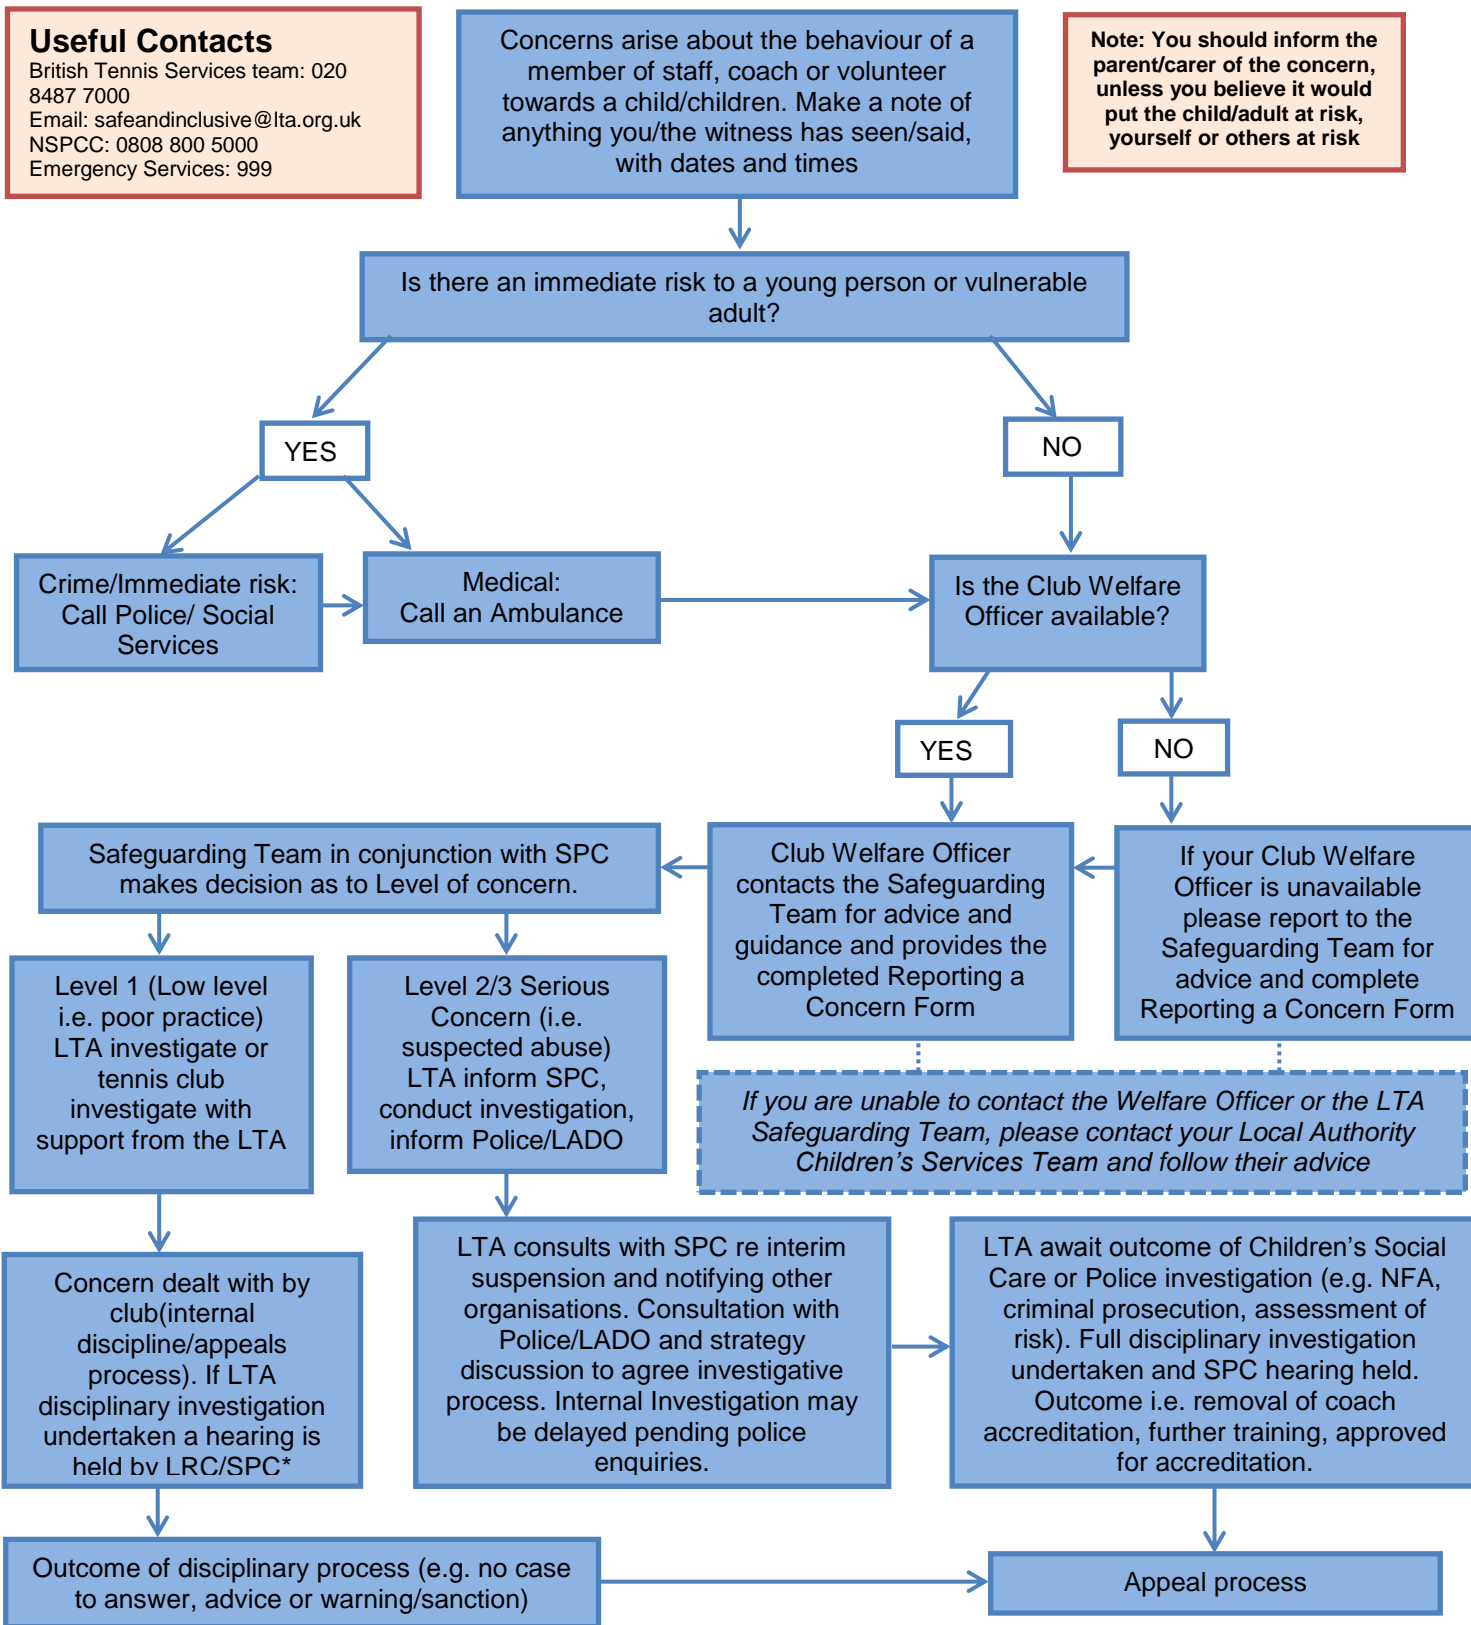 Useful Contacts
British Tennis Services team: 020
8487 7000
Email: safeandinclusive@lta.org.uk
NSPCC: 0808 800 5000
Emergency Services: 999
Concerns arise about the behaviour of a
member of staff, coach or volunteer
towards a child/children. Make a note of
anything you/the witness has seen/said,
with dates and times
Note: You should inform the
parent/carer of the concern,
unless you believe it would
put the child/adult at risk,
yourself or others at risk
Is there an immediate risk to a young person or vulnerable
adult?
YES
NO
Crime/Immediate risk:
Call Police/ Social
Services
Medical:
Call an Ambulance
Is the Club Welfare
Officer available?
YES
NO
Safeguarding Team in conjunction with SPC
makes decision as to Level of concern.
Club Welfare Officer
contacts the Safeguarding
Team for advice and
guidance and provides the
completed Reporting a
Concern Form
If your Club Welfare
Officer is unavailable
please report to the
Safeguarding Team for
advice and complete
Reporting a Concern Form
Level 1 (Low level
i.e. poor practice)
LTA investigate or
tennis club
investigate with
support from the LTA
Level 2/3 Serious
Concern (i.e.
suspected abuse)
LTA inform SPC,
conduct investigation,
inform Police/LADO
If you are unable to contact the Welfare Officer or the LTA
Safeguarding Team, please contact your Local Authority
Children’s Services Team and follow their advice
Concern dealt with by
club(internal
discipline/appeals
process). If LTA
disciplinary investigation
undertaken a hearing is
held by LRC/SPC*
LTA consults with SPC re interim
suspension and notifying other
organisations. Consultation with
Police/LADO and strategy
discussion to agree investigative
process. Internal Investigation may
be delayed pending police
enquiries.
LTA await outcome of Children’s Social
Care or Police investigation (e.g. NFA,
criminal prosecution, assessment of
risk). Full disciplinary investigation
undertaken and SPC hearing held.
Outcome i.e. removal of coach
accreditation, further training, approved
for accreditation.
Outcome of disciplinary process (e.g. no case
to answer, advice or warning/sanction)
Appeal process